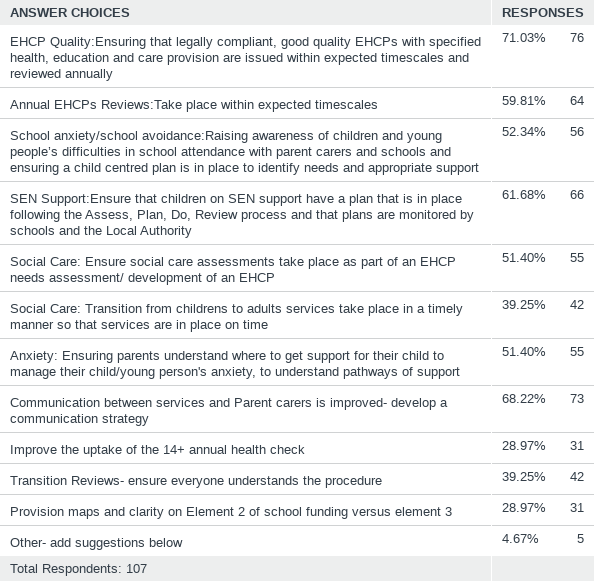 ANSWER CHOICES RESPONSES
EHCP Quality:Ensuring that legally compliant, good quality EHCPs with specified 71.03% 76
health, education and care provision are issued within expected timescales and
reviewed annually
Annual EHCPs Reviews:Take place within expected timescales 59.81% 64
School anxiety/school avoidance:Raising awareness of children and young 52.34% 56
people's difficulties in school attendance with parent carers and schools and
ensuring a child centred plan is in place to identify needs and appropriate support
SEN Support:Ensure that children on SEN support have a plan that is in place 61.68% 66
following the Assess, Plan, Do, Review process and that plans are monitored by
schools and the Local Authority
Social Care: Ensure social care assessments take place as part of an EHCP 51.40% 55
needs assessment/ development of an EHCP
Social Care: Transition from childrens to adults services take place in a timely 39.25% 42
manner so that services are in place on time
Anxiety: Ensuring parents understand where to get support for their child to 51.40% 55
manage their child/young person's anxiety, to understand pathways of support
Communication between services and Parent carers is improved- develop a 68.22% 73
communication strategy
Improve the uptake of the 14+ annual health check 28.97% 31
Transition Reviews- ensure everyone understands the procedure 39.25% 42
Provision maps and clarity on Element 2 of school funding versus element 3 28.97% 31
Other- add suggestions below 4.67% 5
Total Respondents: 107